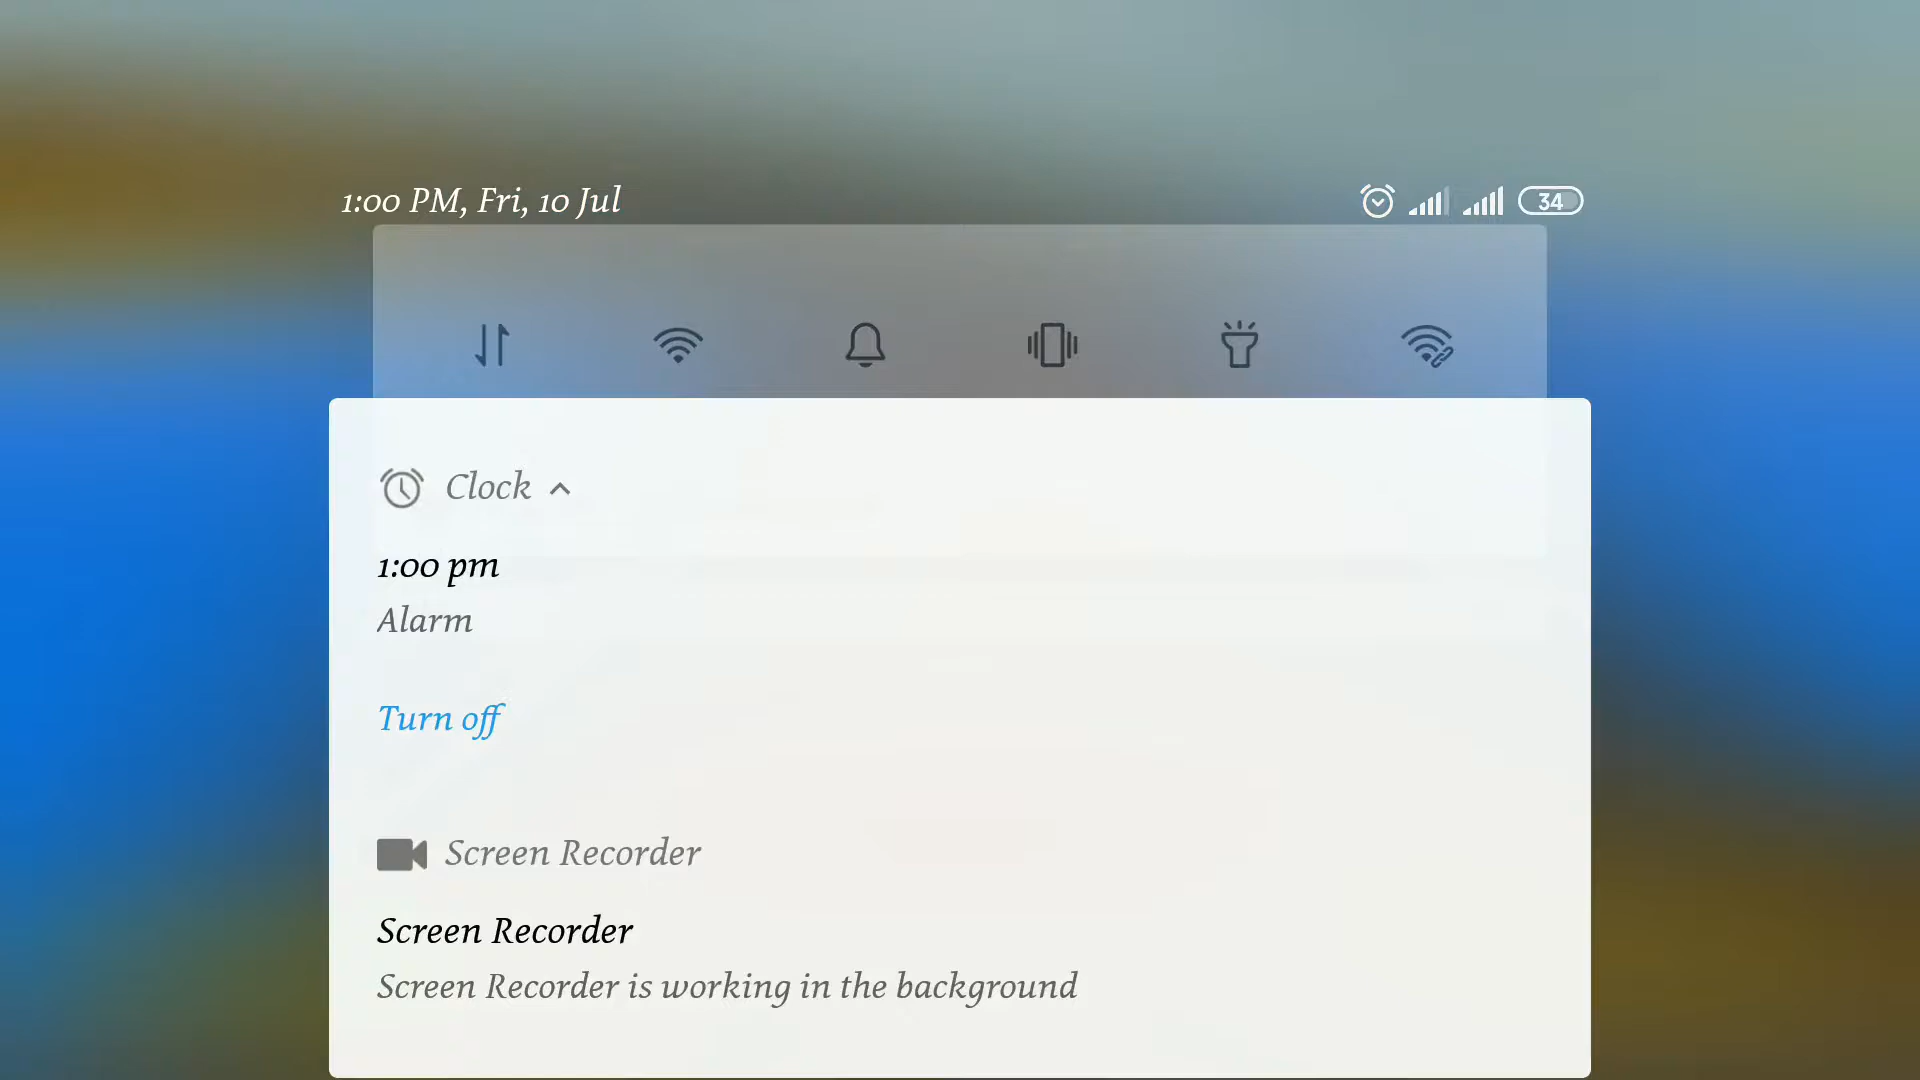 1:00 PM, Fri, 10 Jul
34
Clock
1:00 pm
Alarm
Turn off
Screen Recorder
Screen Recorder
Screen Recorder is working in the background